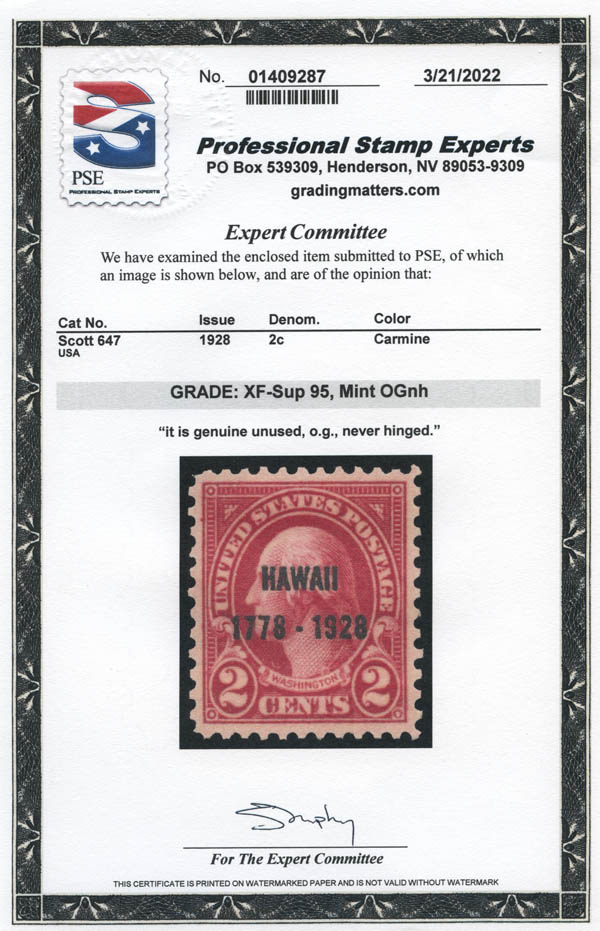 No. 01409287 3/21/2022
PSE
PROFESSIONAL STAMP EXPERTS
Professional Stamp Experts
PO Box 539309, Henderson, NV 89053-9309
gradingmatters.com
Expert Committee
We have examined the enclosed item submitted to PSE, of which
an image is shown below, and are of the opinion that:
Cat No. Issue Denom. Color
Scott 647 1928 2c Carmine
USA
GRADE: XF-Sup 95, Mint OGnh
“it is genuine unused, o.g., never hinged.”
UNITED STATES POSTAGE
HAWAII
1778 - 1928
WASHINGTON
2 2
CENTS
For The Expert Committee
THIS CERTIFICATE IS PRINTED ON WATERMARKED PAPER AND IS NOT VALID WITHOUT WATERMARK